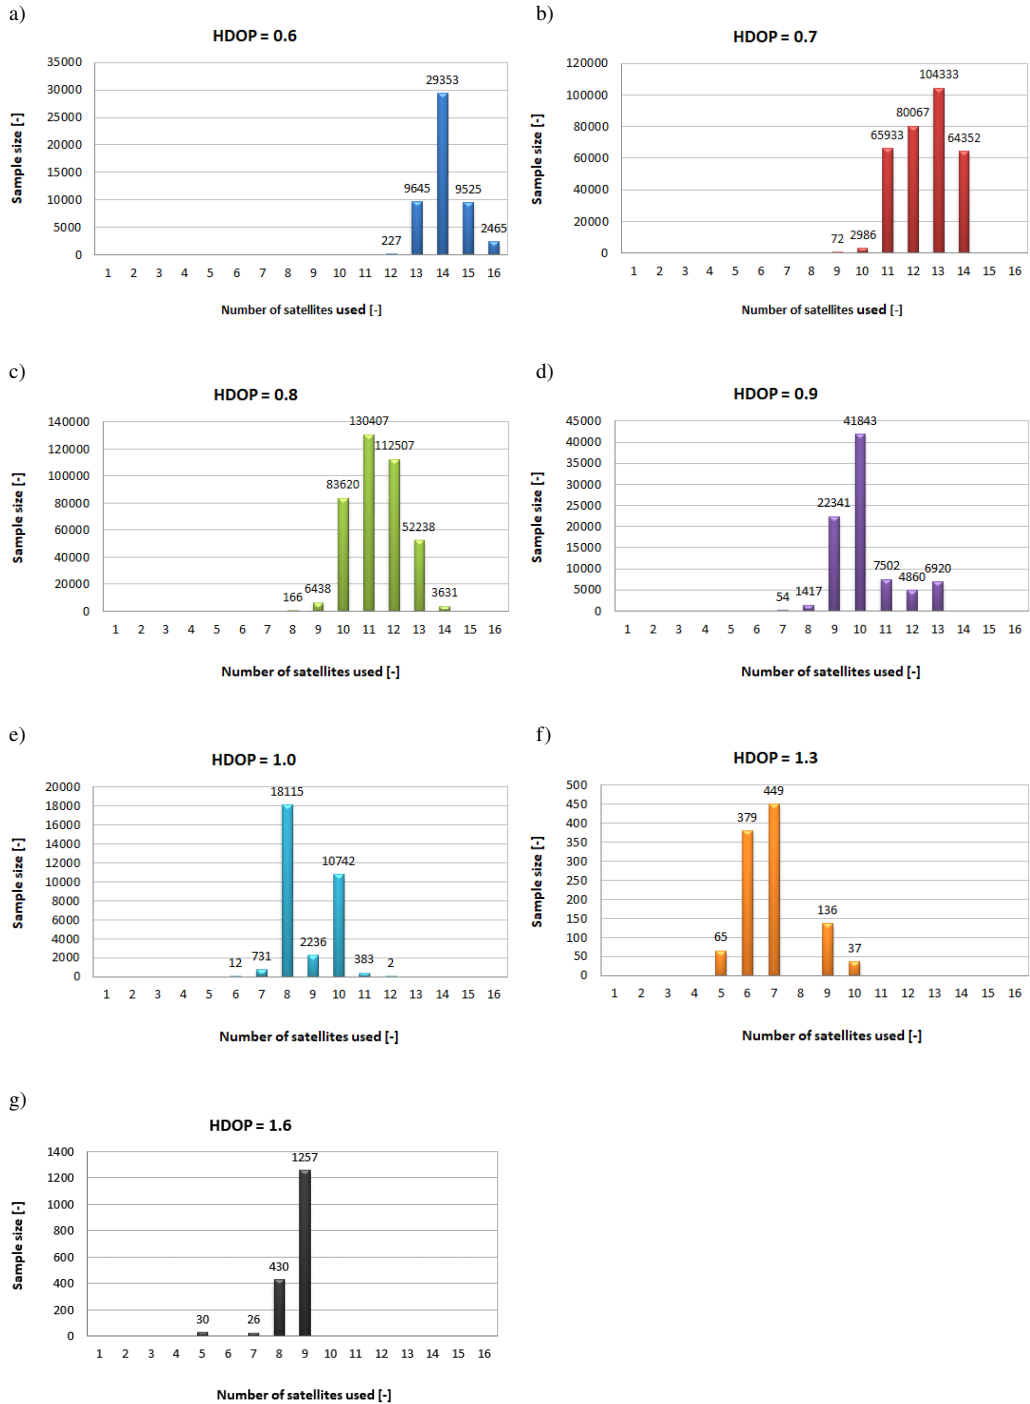 a)
HDOP = 0.6
35000
30000
25000
20000
15000
10000
5000
0
Sample size [-]
227
9645
29353
9525
2465
1 2 3 4 5 6 7 8 9 10 11 12 13 14 15 16
Number of satellites used [-]
b)
HDOP = 0.7
120000
100000
80000
60000
40000
20000
0
Sample size [-]
72
2986
65933
80067
104333
64352
1 2 3 4 5 6 7 8 9 10 11 12 13 14 15 16
Number of satellites used [-]
c)
HDOP = 0.8
140000
120000
100000
80000
60000
40000
20000
0
Sample size [-]
166
6438
83620
130407
112507
52238
3631
1 2 3 4 5 6 7 8 9 10 11 12 13 14 15 16
Number of satellites used [-]
d)
HDOP = 0.9
45000
40000
35000
30000
25000
20000
15000
10000
5000
0
Sample size [-]
54
1417
22341
41843
7502
4860
6920
1 2 3 4 5 6 7 8 9 10 11 12 13 14 15 16
Number of satellites used [-]
e)
HDOP = 1.0
20000
18000
16000
14000
12000
10000
8000
6000
4000
2000
0
Sample size [-]
12
731
18115
2236
10742
383
2
1 2 3 4 5 6 7 8 9 10 11 12 13 14 15 16
Number of satellites used [-]
f)
HDOP = 1.3
500
450
400
350
300
250
200
150
100
50
0
Sample size [-]
65
379
449
136
37
1 2 3 4 5 6 7 8 9 10 11 12 13 14 15 16
Number of satellites used [-]
g)
HDOP = 1.6
1400
1200
1000
800
600
400
200
0
Sample size [-]
30
26
430
1257
1 2 3 4 5 6 7 8 9 10 11 12 13 14 15 16
Number of satellites used [-]